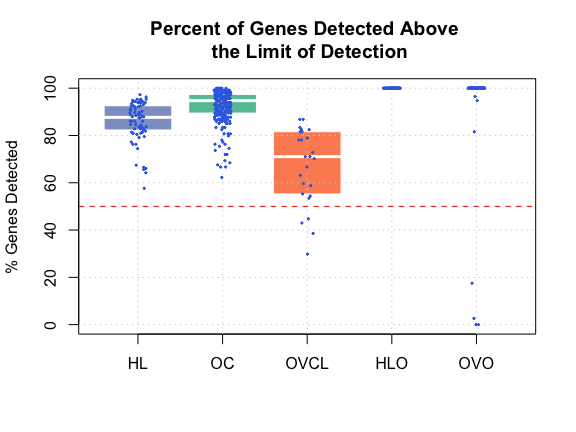 Percent of Genes Detected Above
the Limit of Detection
% Genes Detected
100
80
60
40
20
0
HL OC OVCL HLO OVO